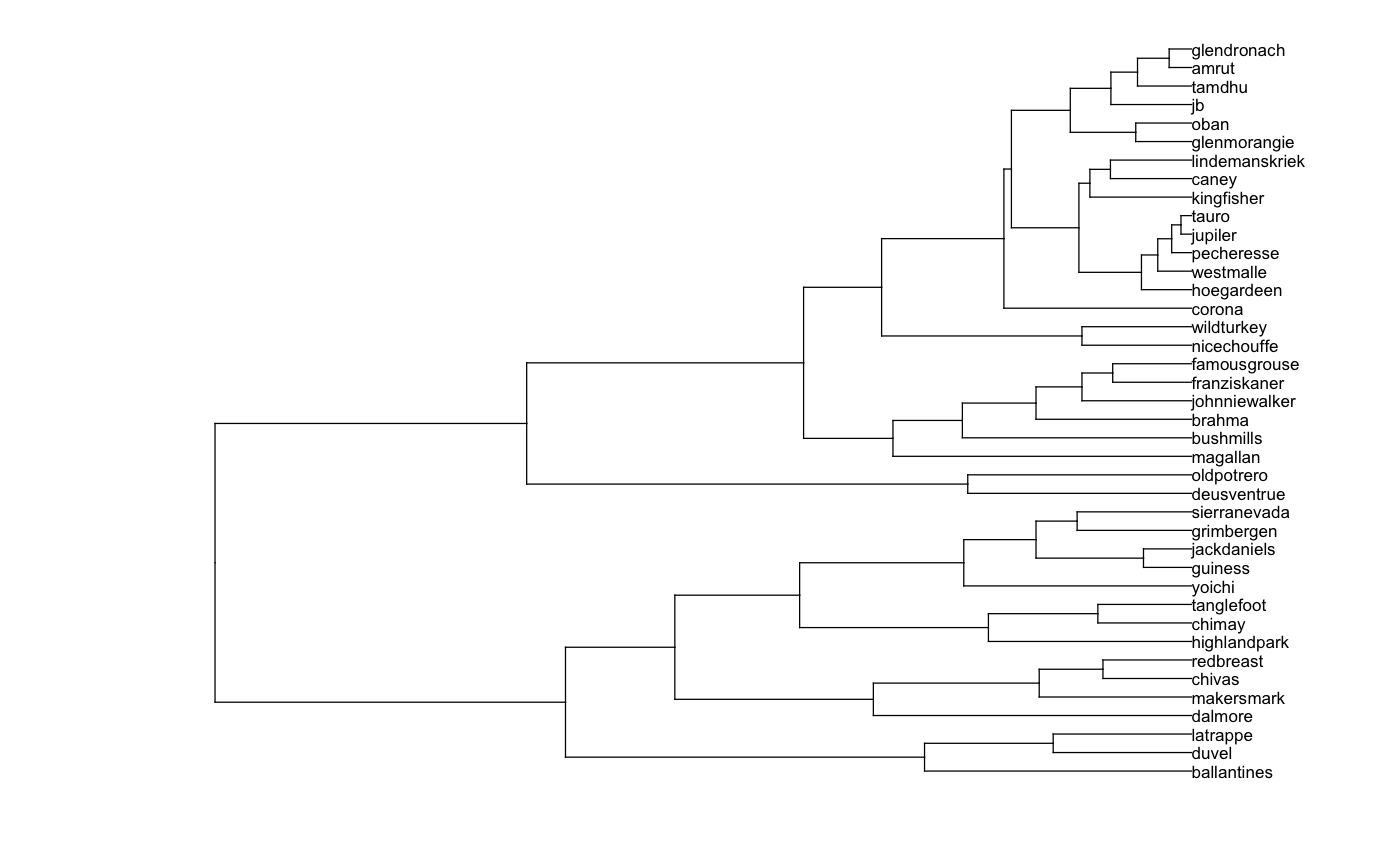 glendronach
amrut
tamdhu
jb
oban
glenmorangie
lindemanskriek
caney
kingfisher
tauro
jupiler
pecheresse
westmalle
hoegardeen
corona
wildturkey
nicechouffe
famousgrouse
franziskaner
johnniewalker
brahma
bushmills
magallan
oldpotrero
deusventrue
sierranevada
grimbergen
jackdaniels
guiness
yoichi
tanglefoot
chimay
highlandpark
redbreast
chivas
makersmark
dalmore
latrappe
duvel
ballantines